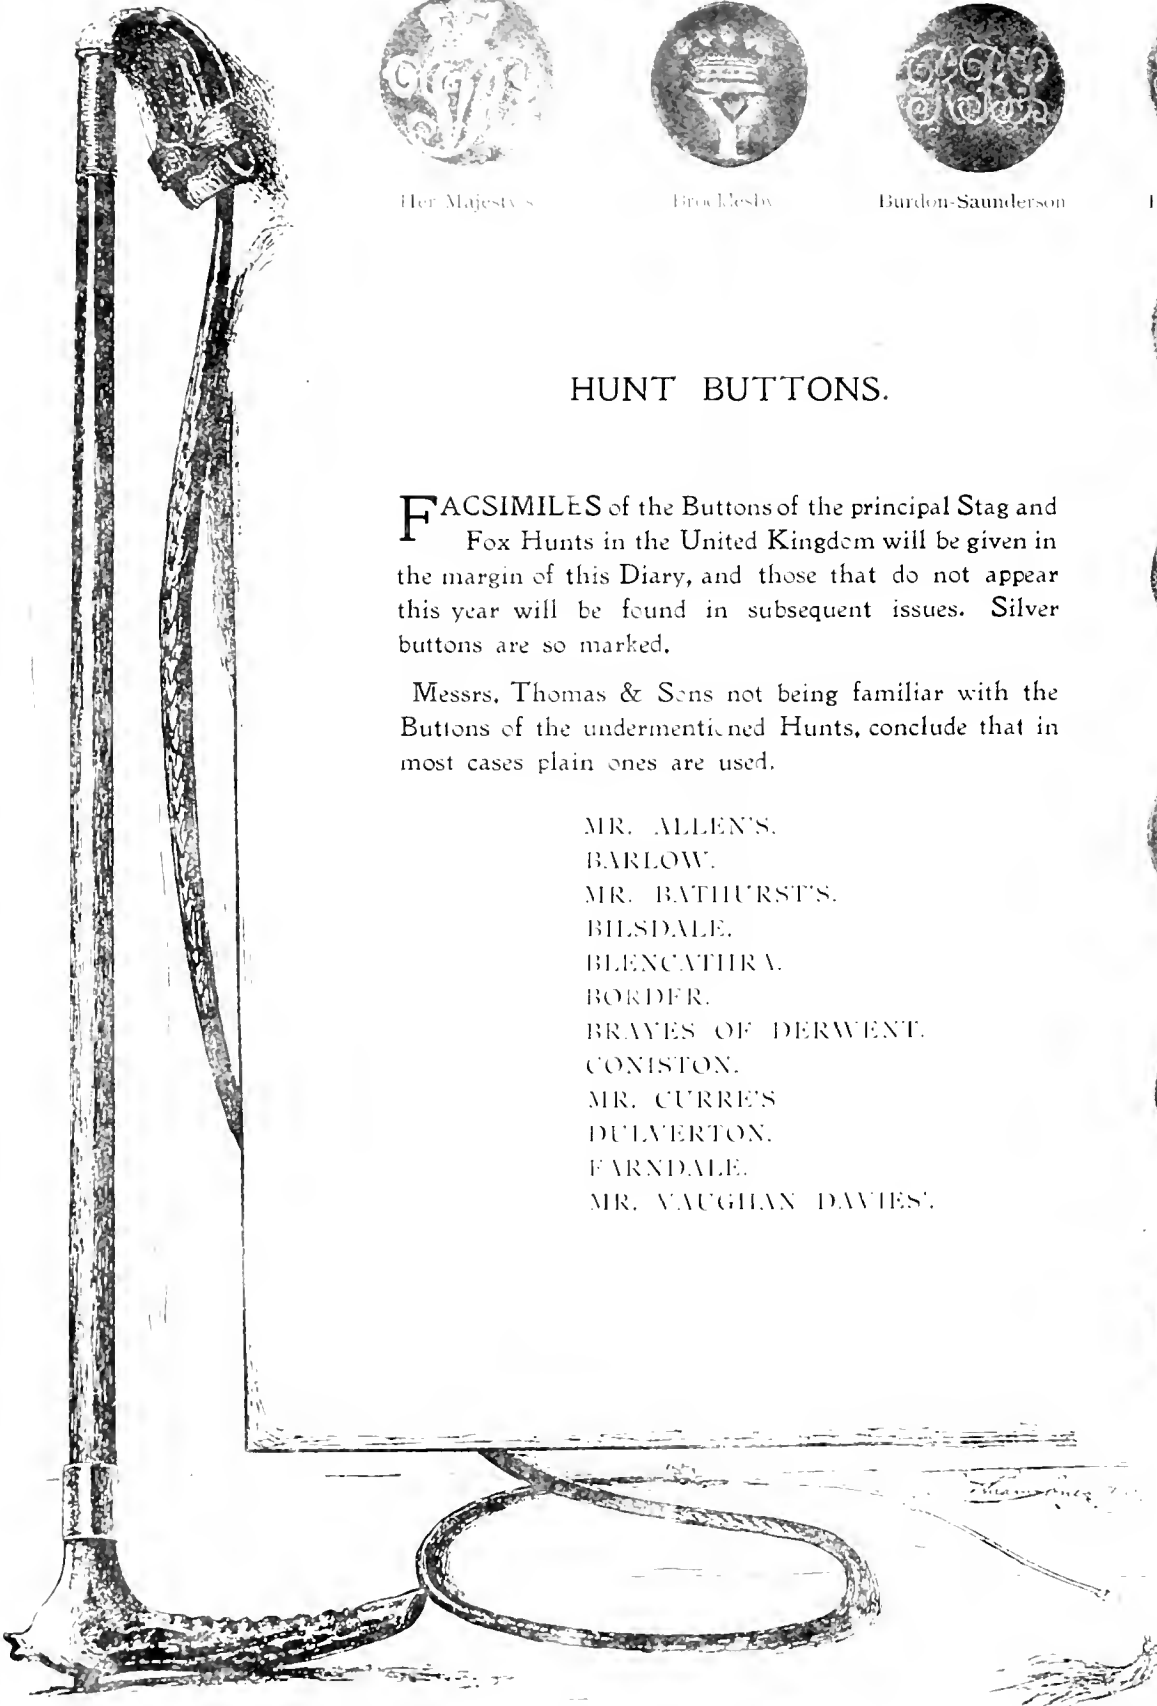 Her Majesty's
Brocklesby
Burdon-Saunderson
HUNT BUTTONS.
FACSIMILES of the Buttons of the principal Stag and
Fox Hunts in the United Kingdom will be given in
the margin of this Diary, and those that do not appear
this year will be found in subsequent issues. Silver
buttons are so marked.
Messrs. Thomas & Sons not being familiar with the
Buttons of the undermentioned Hunts, conclude that in
most cases plain ones are used.
MR. ALLEN'S.
BARLOW.
MR. BATHURST'S.
BILSDALE.
BLENCATHRA.
BORDER.
BRAYES OF DERWENT.
CONISTON.
MR. CURRE'S
DULVERTON.
FARNDALE.
MR. VAUGHAN DAVIES'.